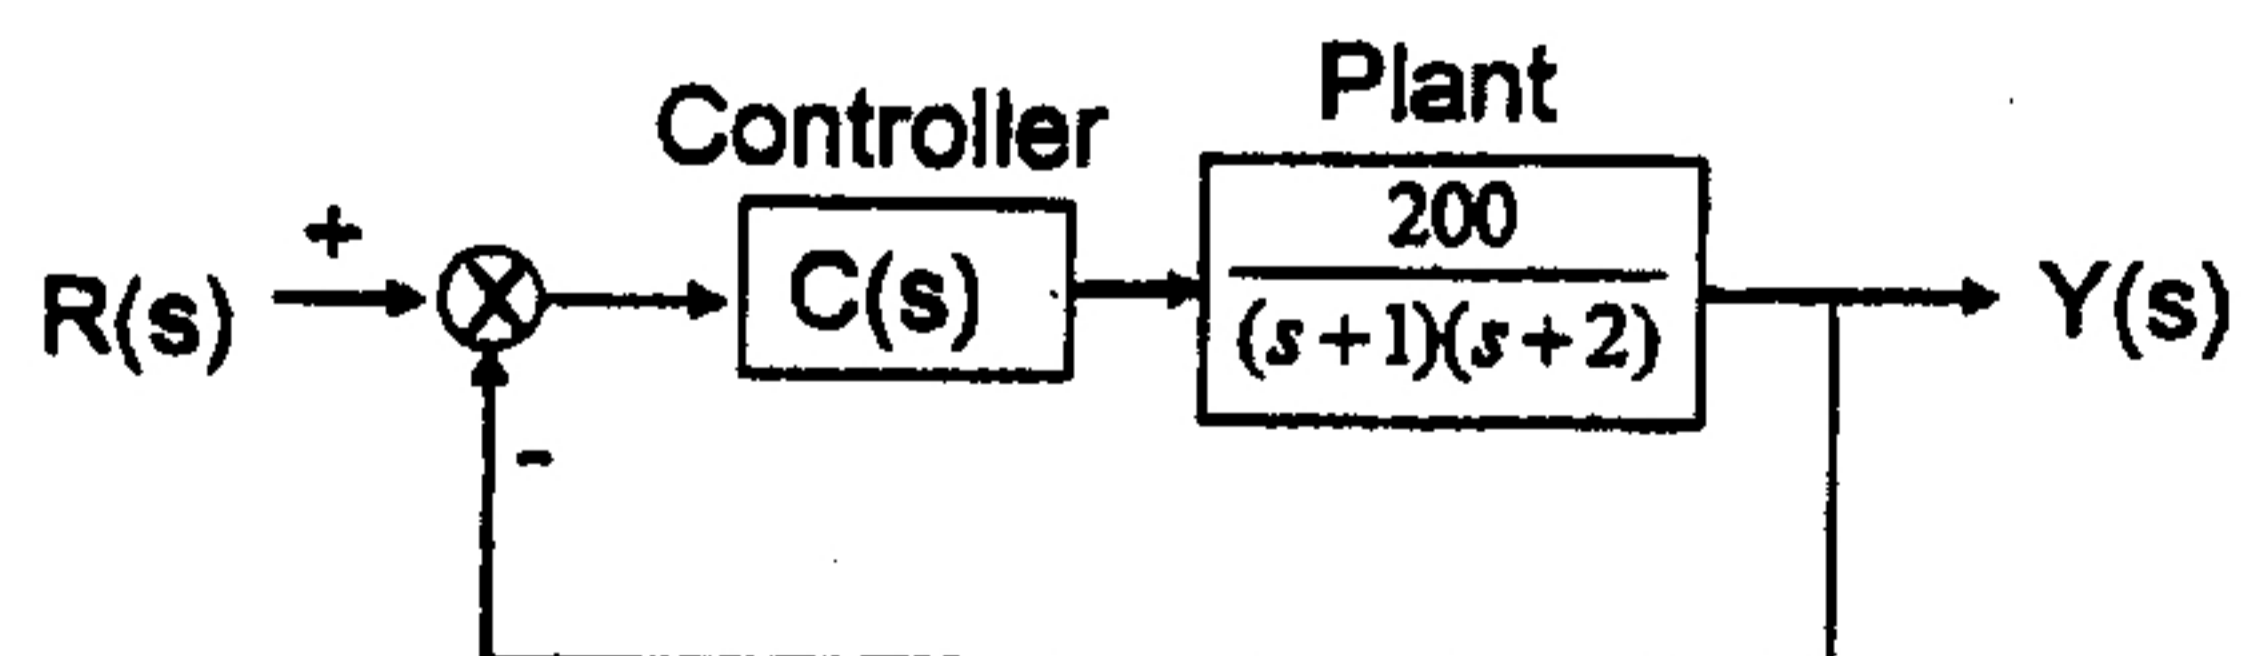 Plant
Controller
+
R(s)
C(s)
200
(s+1)(s+2)
Y(s)
-